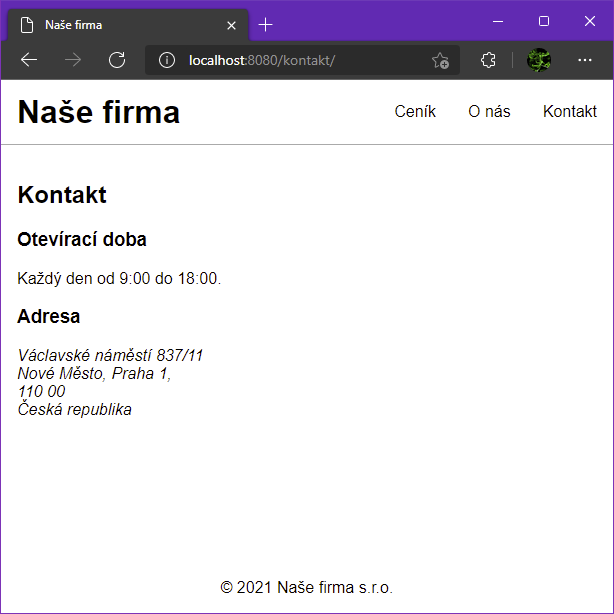 Naše firma
localhost:8080/kontakt/
Naše firma
Ceník O nás Kontakt
Kontakt
Otevírací doba
Každý den od 9:00 do 18:00.
Adresa
Václavské náměstí 837/11
Nové Město, Praha 1,
110 00
Česká republika
© 2021 Naše firma s.r.o.